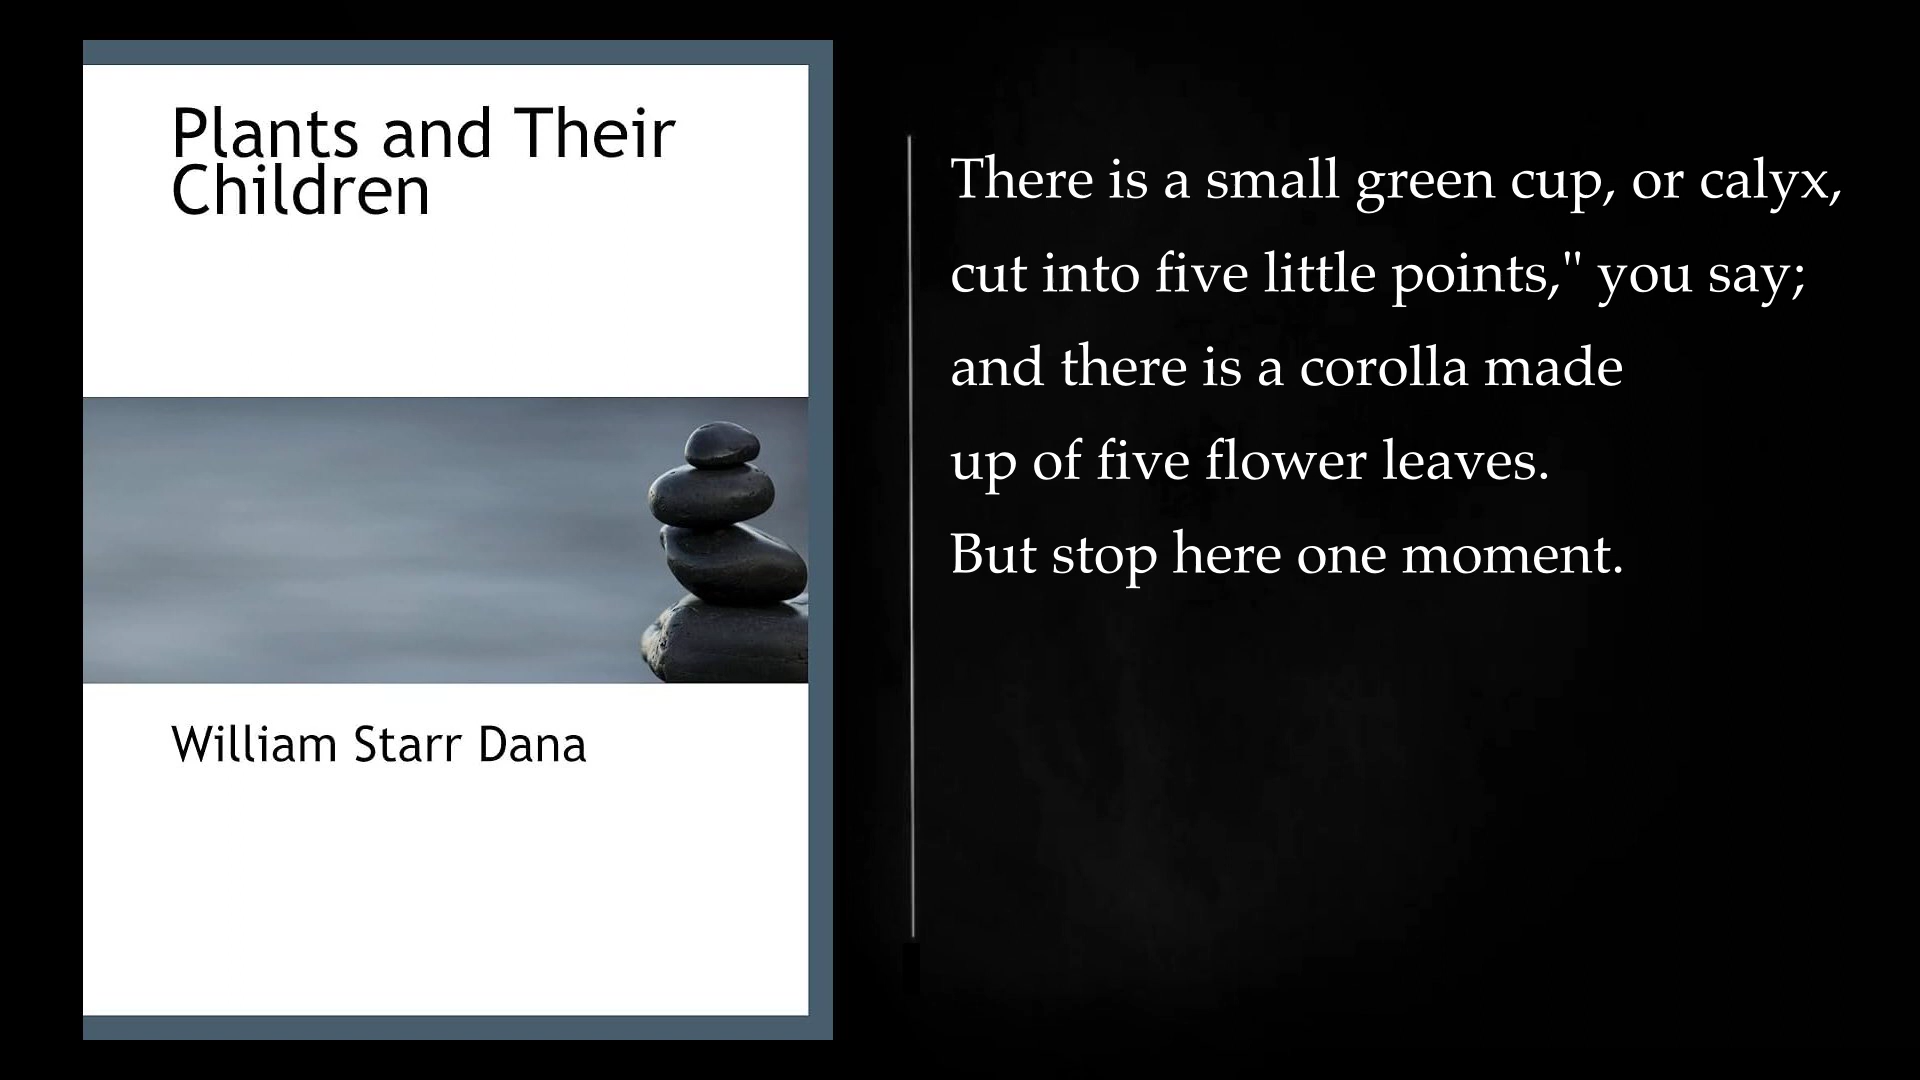 Plants and Their
Children
William Starr Dana
There is a small green cup, or calyx,
cut into five little points," you say;
and there is a corolla made
up of five flower leaves.
But stop here one moment.